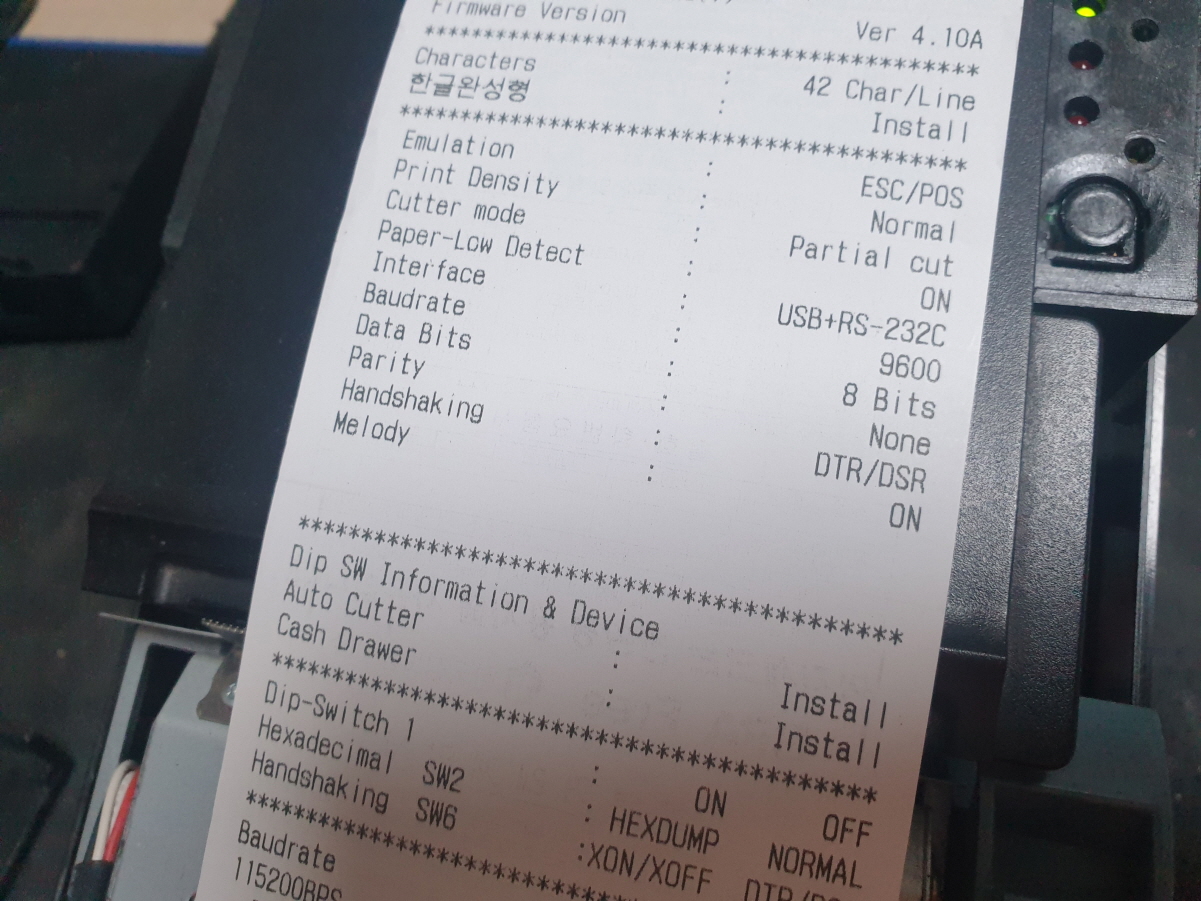 Firmware Version Ver 4.10A
******************************************
Characters : 42 Char/Line
한글완성형 : Install
******************************************
Emulation : ESC/POS
Print Density : Normal
Cutter mode : Partial cut
Paper-Low Detect : ON
Interface : USB+RS-232C
Baudrate : 9600
Data Bits : 8 Bits
Parity : None
Handshaking : DTR/DSR
Melody : ON
******************************************
Dip SW Information & Device
Auto Cutter : Install
Cash Drawer : Install
******************************************
Dip-Switch 1 : ON OFF
Hexadecimal SW2 : HEXDUMP NORMAL
Handshaking SW6 :XON/XOFF
******************************************
Baudrate
115200BPS